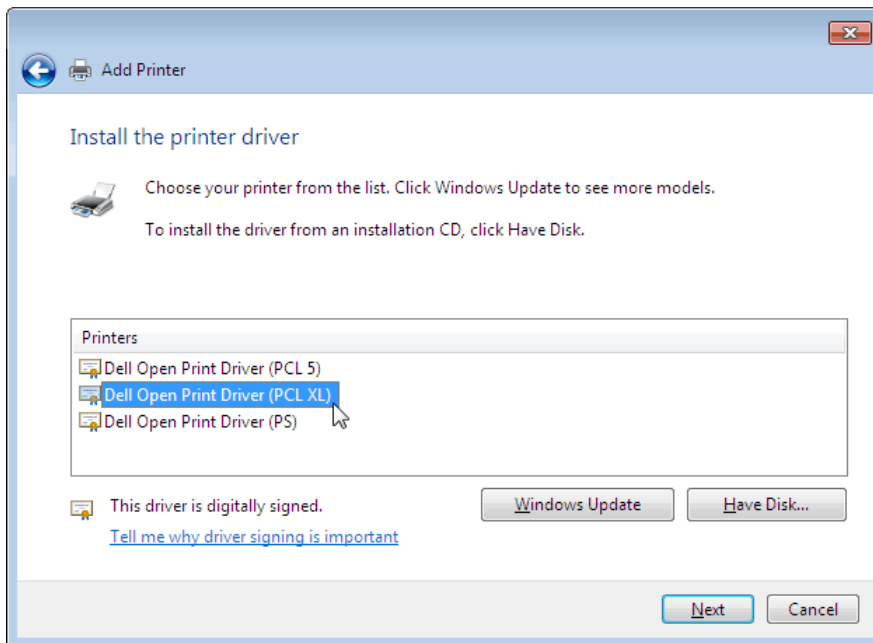 Add Printer
Install the printer driver
Choose your printer from the list. Click Windows Update to see more models.
To install the driver from an installation CD, click Have Disk.
Printers
Dell Open Print Driver (PCL 5)
Dell Open Print Driver (PCL XL)
Dell Open Print Driver (PS)
This driver is digitally signed.
Windows Update
Have Disk...
Tell me why driver signing is important
Next
Cancel